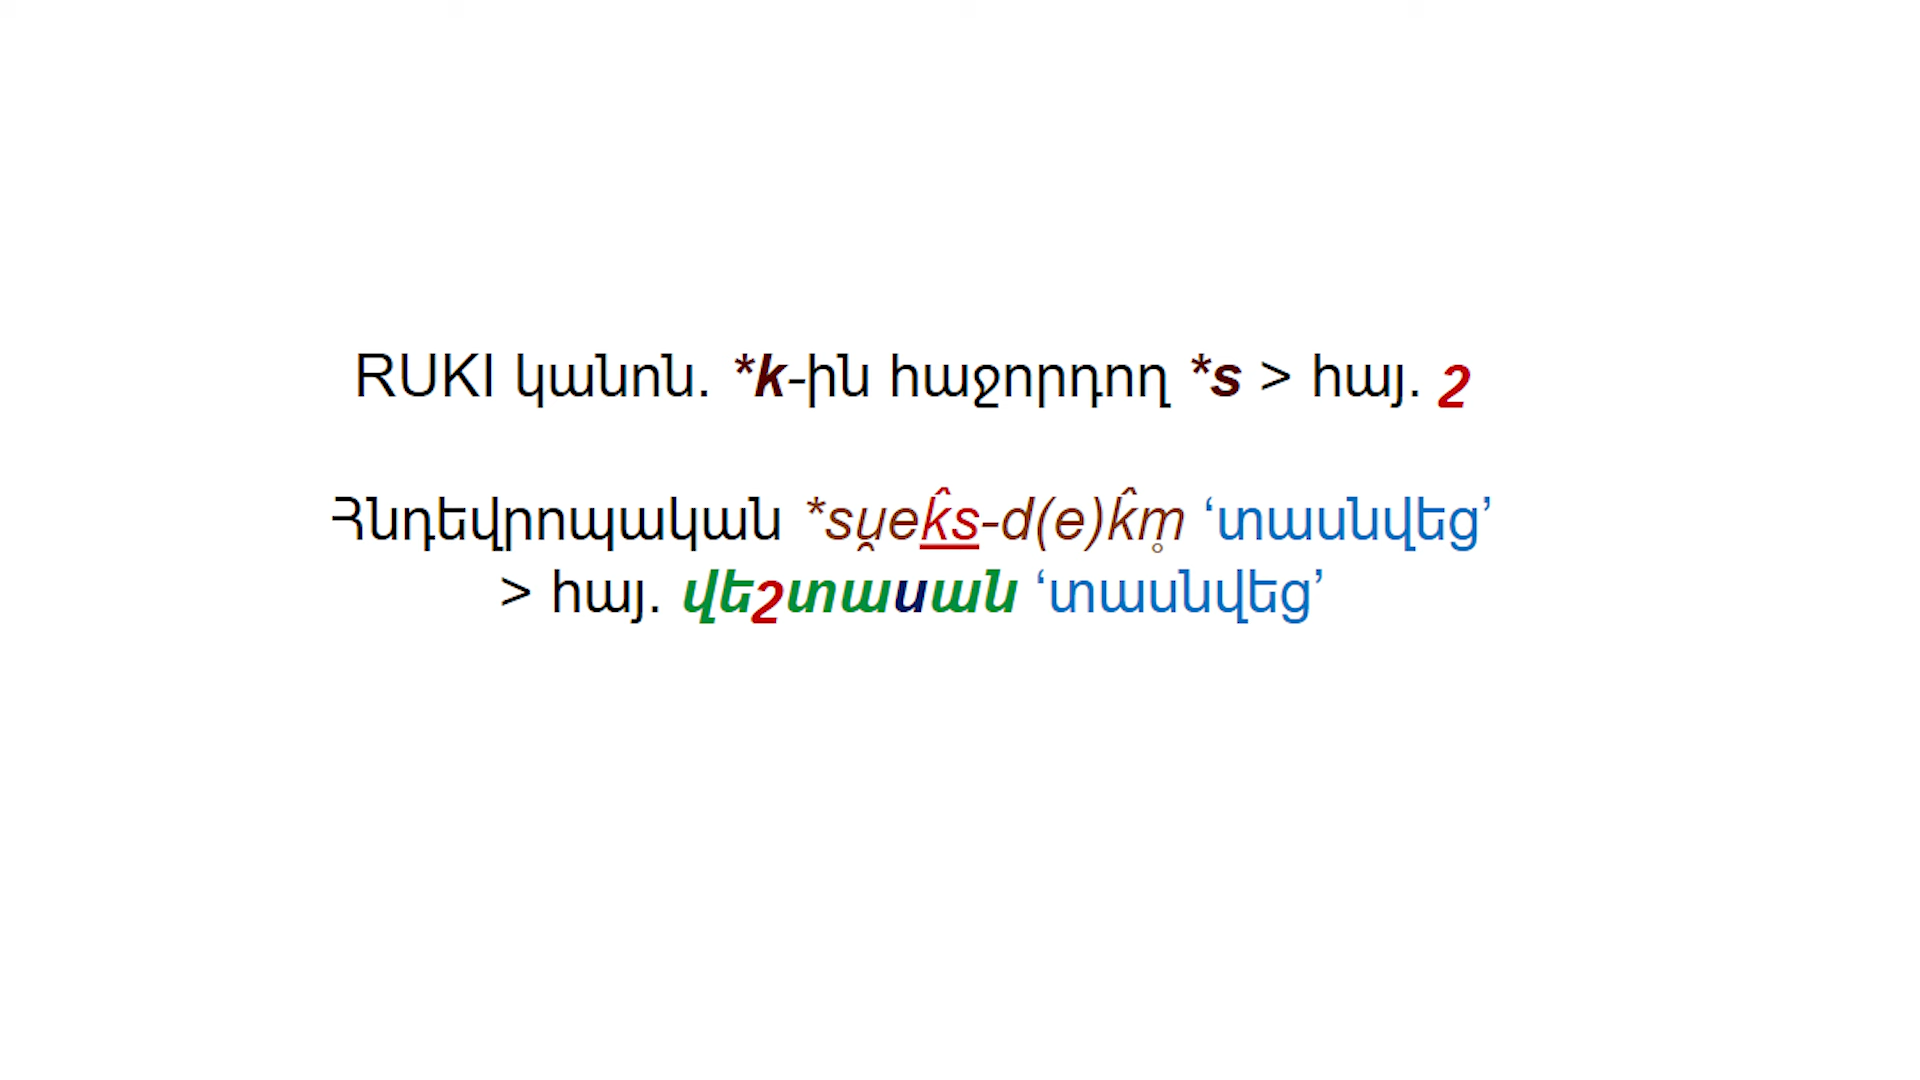 RUKI կանոն. *k-ին հաջորդող *s > հայ. շ
Հնդեվրոպական *su̯ek̂s-d(e)k̂m̥ ‘տասնվեց’
> հայ. վեշտասան ‘տասնվեց’